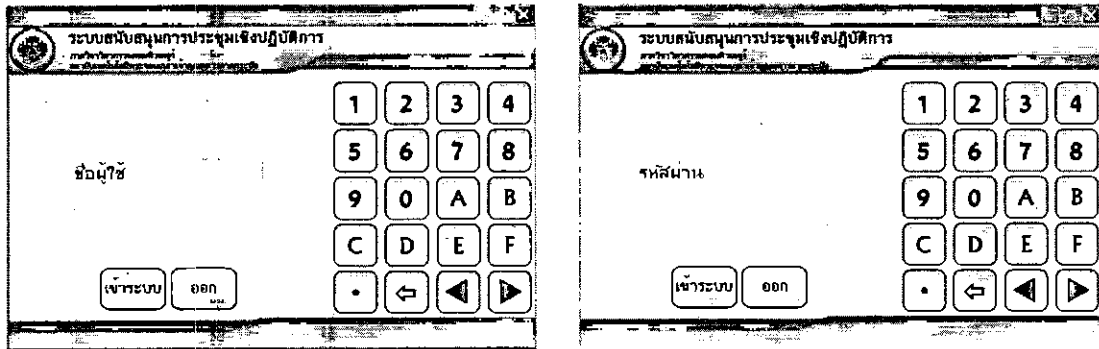 ระบบสนับสนุนการประชุมเชิงปฏิบัติการ
1 2 3 4
5 6 7 8
ชื่อผู้ใช้
9 0 A B
C D E F
เข้าระบบ ออก
ระบบสนับสนุนการประชุมเชิงปฏิบัติการ
1 2 3 4
5 6 7 8
รหัสผ่าน
9 0 A B
C D E F
เข้าระบบ ออก